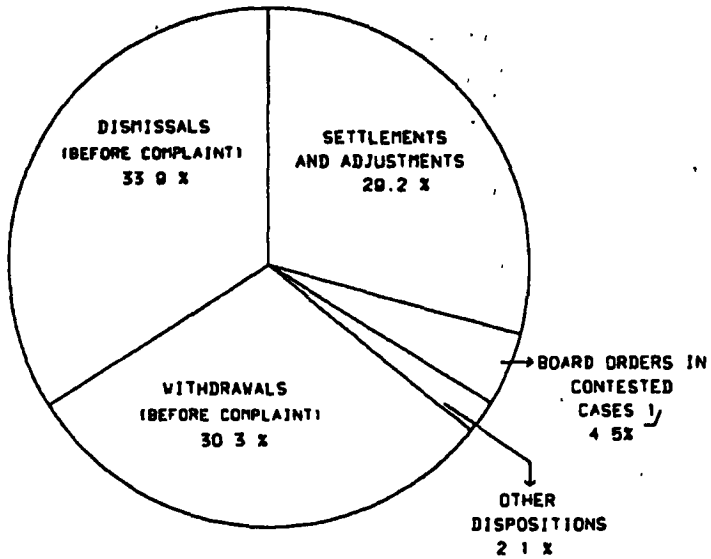 DISMISSALS
(BEFORE COMPLAINT)
33 9 %
SETTLEMENTS
AND ADJUSTMENTS
29.2 %
BOARD ORDERS IN
CONTESTED
CASES 1/
4 5%
WITHDRAWALS
(BEFORE COMPLAINT)
30 3 %
OTHER
DISPOSITIONS
2 1 %